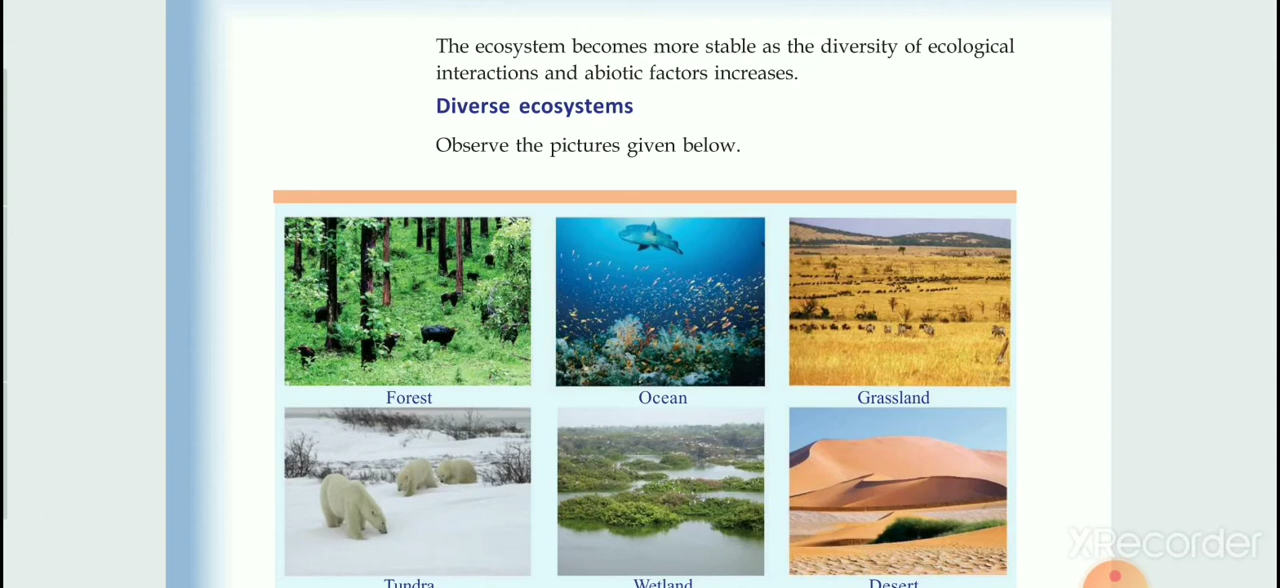 The ecosystem becomes more stable as the diversity of ecological
interactions and abiotic factors increases.
Diverse ecosystems
Observe the pictures given below.
Forest
Ocean
Grassland
Tundra
Wetland
Desert
XRecorder